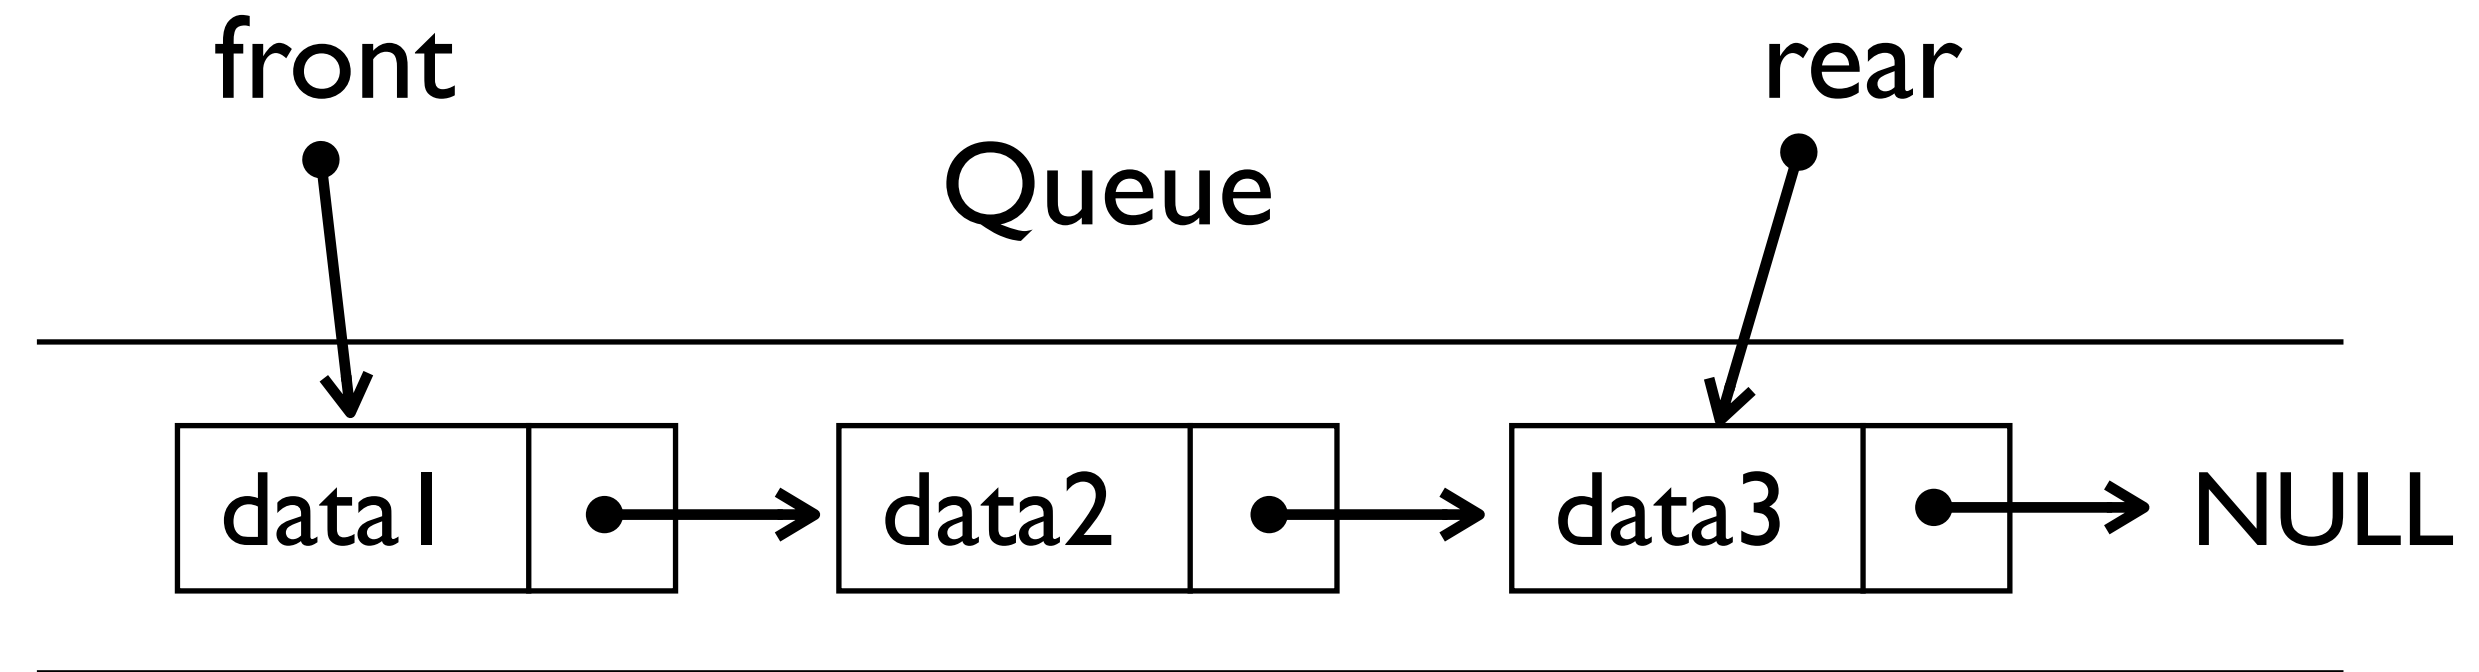 front
rear
Queue
data1
data2
data3
NULL